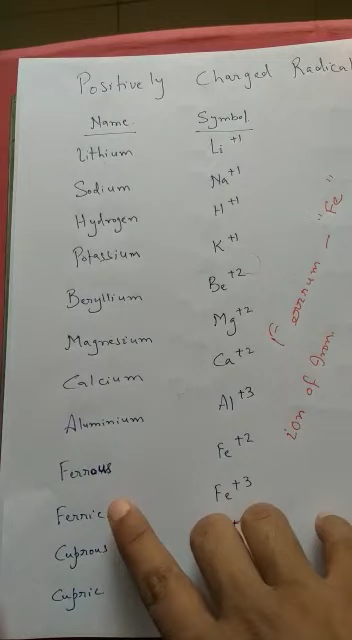 Positively Charged Radical
Name Symbol
Lithium Li +1
Sodium Na +1
Hydrogen H +1
Potassium K +1
Beryllium Be +2
Magnesium Mg +2
Calcium Ca +2
Aluminium Al +3
Ferrous Fe +2
Ferric Fe +3
Cuprous
Cupric
Ferrnum - "Fe"
ion of Iron